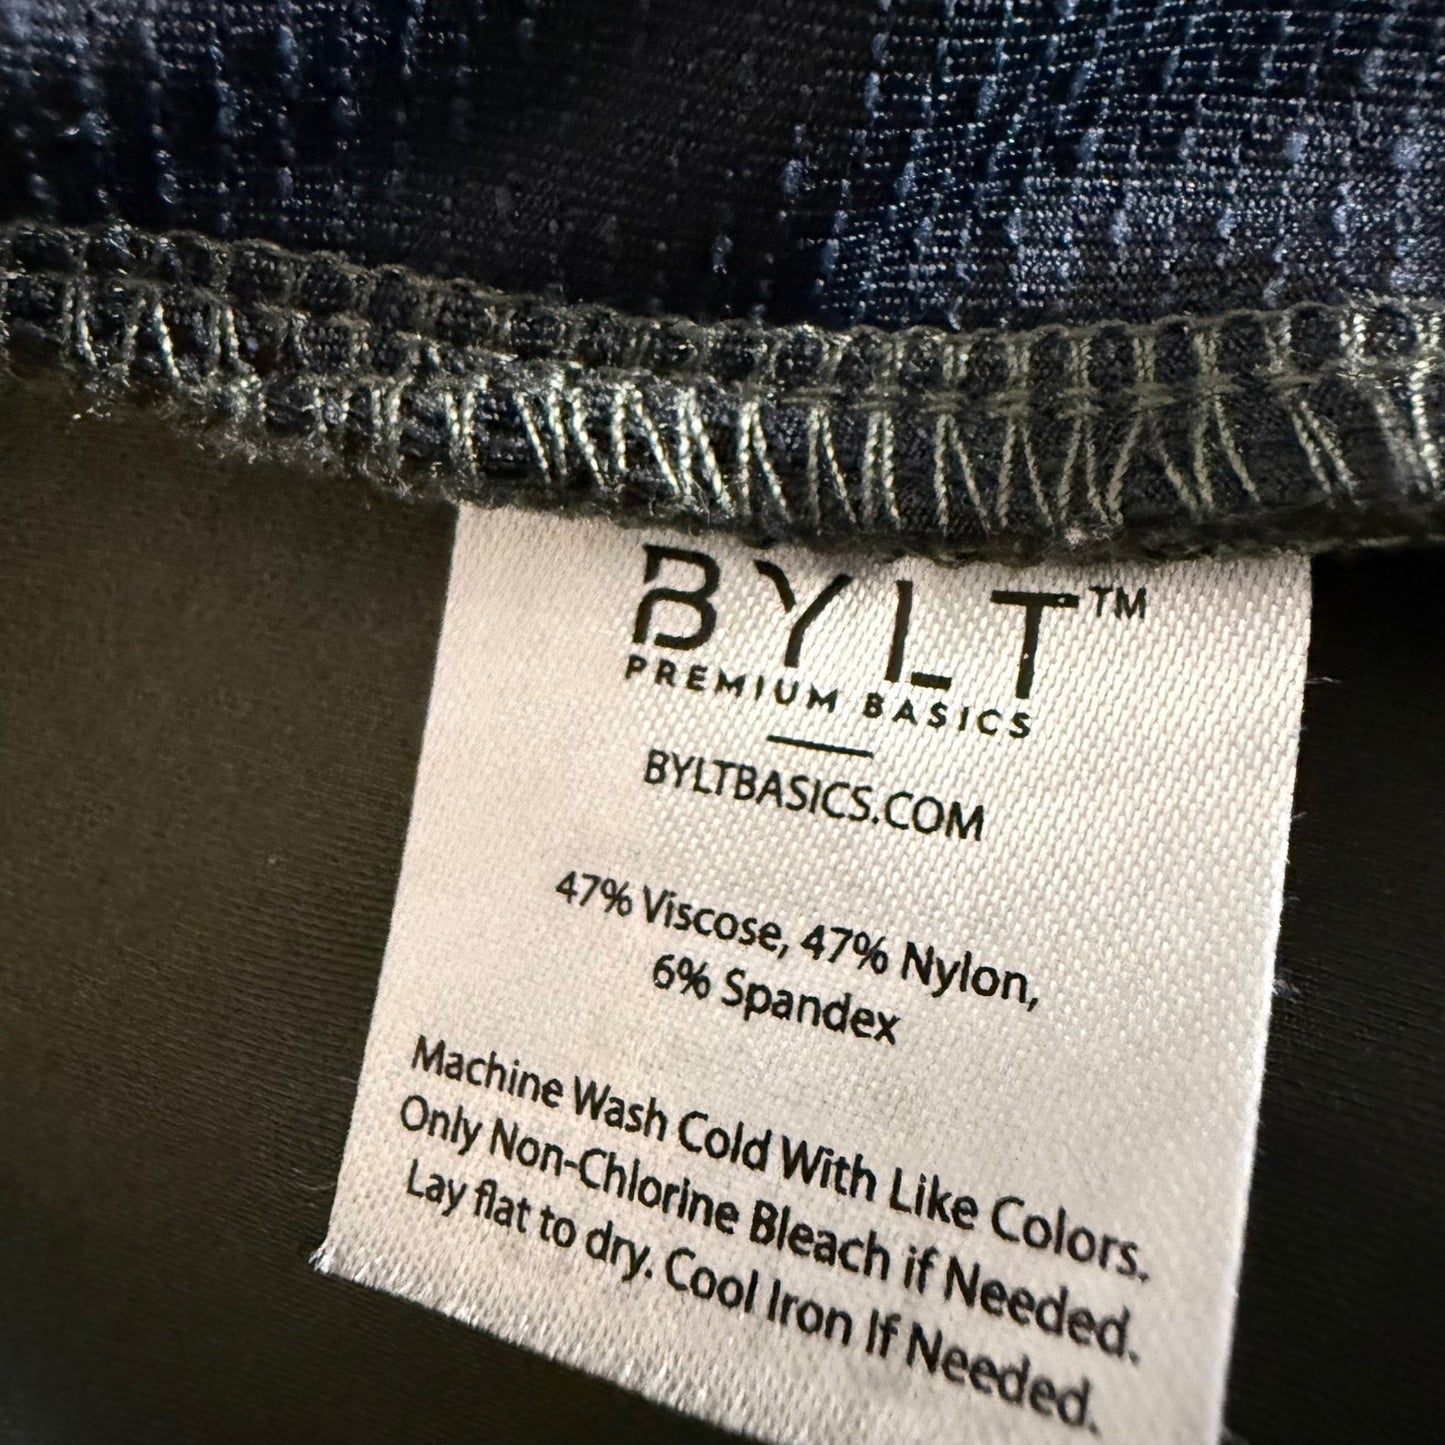 BYLT™
PREMIUM BASICS
BYLTBASICS.COM
47% Viscose, 47% Nylon,
6% Spandex
Machine Wash Cold With Like Colors.
Only Non-Chlorine Bleach if Needed.
Lay flat to dry. Cool Iron If Needed.